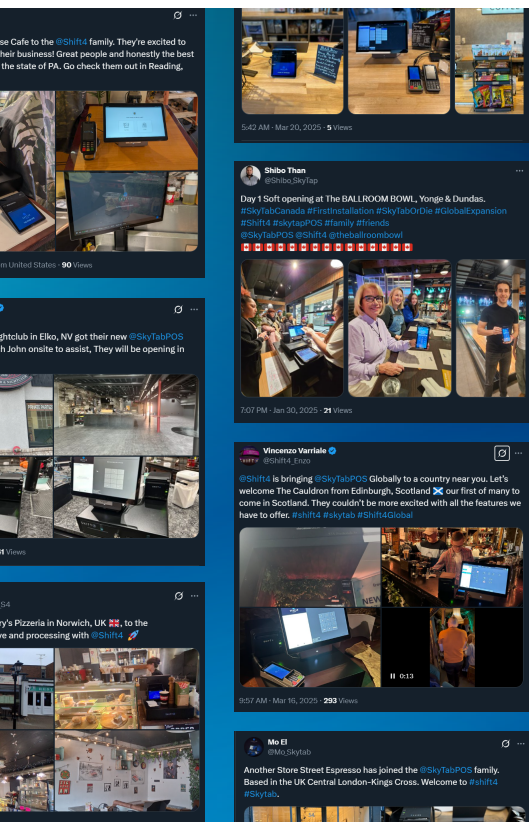 se Cafe to the @Shift4 family. They're excited to
heir business! Great people and honestly the best
the state of PA. Go check them out in Reading,
m United States · 90 Views
ghtclub in Elko, NV got their new @SkyTabPOS
h John onsite to assist, They will be opening in
61 Views
_S4
ry's Pizzeria in Norwich, UK 🇬🇧, to the
ve and processing with @Shift4 🚀
5:42 AM · Mar 20, 2025 · 5 Views
Shibo Than
@Shibo_SkyTap
Day 1 Soft opening at The BALLROOM BOWL, Yonge & Dundas.
#SkyTabCanada #FirstInstallation #SkyTabOrDie #GlobalExpansion
#Shift4 #skytapPOS #family #friends
@SkyTabPOS @Shift4 @theballroombowl
🇨🇦🇨🇦🇨🇦🇨🇦🇨🇦🇨🇦🇨🇦🇨🇦🇨🇦🇨🇦🇨🇦🇨🇦🇨🇦
7:07 PM · Jan 30, 2025 · 21 Views
Vincenzo Varriale
@Shift4_Enzo
@Shift4 is bringing @SkyTabPOS Globally to a country near you. Let's
welcome The Cauldron from Edinburgh, Scotland 🏴󠁧󠁢󠁳󠁣󠁴󠁿 our first of many to
come in Scotland. They couldn't be more excited with all the features we
have to offer. #shift4 #skytab #Shift4Global
NEW
0:13
9:57 AM · Mar 16, 2025 · 293 Views
Mo El
@Mo_Skytab
Another Store Street Espresso has joined the @SkyTabPOS family.
Based in the UK Central London-Kings Cross. Welcome to #shift4
#Skytab.